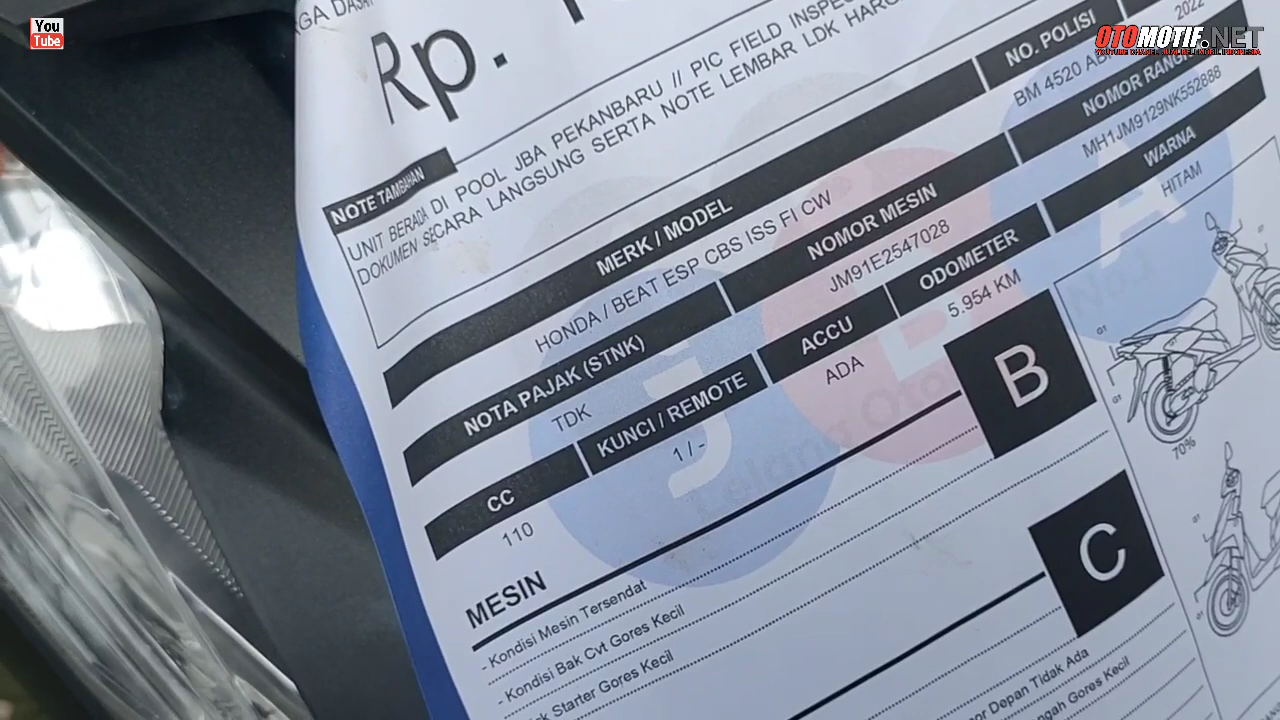 You
Tube
OTOMOTIF.NET
Rp.
NOTE TAMBAHAN
UNIT BERADA DI POOL JBA PEKANBARU // PIC FIELD
DOKUMEN SECARA LANGSUNG SERTA NOTE LEMBAR LDK
MERK / MODEL
NO. POLISI
2022
HONDA / BEAT ESP CBS ISS FI CW
BM 4520
NOTA PAJAK (STNK)
NOMOR MESIN
NOMOR
TDK
JM91E2547028
MH1JM9129NK552888
CC
KUNCI / REMOTE
ACCU
ODOMETER
WARNA
110
1 / -
ADA
5.954 KM
HITAM
MESIN
B
- Kondisi Mesin Tersendat
- Kondisi Bak Cvt Gores Kecil
Starter Gores Kecil
C
Depan Tidak Ada
Gores Kecil
70%